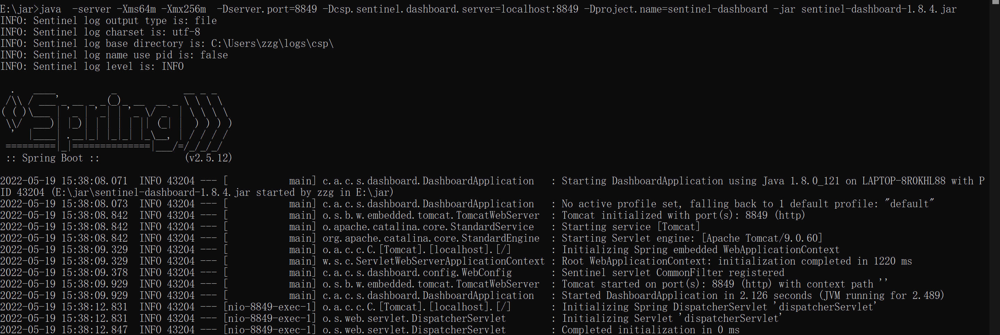 E:\jar>java  -server -Xms64m -Xmx256m  -Dserver.port=8849 -Dcsp.sentinel.dashboard.server=localhost:8849 -Dproject.name=sentinel-dashboard -jar sentinel-dashboard-1.8.4.jar
INFO: Sentinel log output type is: file
INFO: Sentinel log charset is: utf-8
INFO: Sentinel log base directory is: C:\Users\zzg\logs\csp\
INFO: Sentinel log name use pid is: false
INFO: Sentinel log level is: INFO
  .   ____          _            __ _ _
 /\\ / ___'_ __ _ _(_)_ __  __ _ \ \ \ \
( ( )\___ | '_ | '_| | '_ \/ _` | \ \ \ \
 \\/  ___)| |_)| | | | | || (_| |  ) ) ) )
  '  |____| .__|_| |_|_| |_\__, | / / / /
 =========|_|==============|___/=/_/_/_/
 :: Spring Boot ::               (v2.5.12)
2022-05-19 15:38:08.071  INFO 43204 --- [           main] c.a.c.s.dashboard.DashboardApplication   : Starting DashboardApplication using Java 1.8.0_121 on LAPTOP-8R0KHL88 with P
ID 43204 (E:\jar\sentinel-dashboard-1.8.4.jar started by zzg in E:\jar)
2022-05-19 15:38:08.073  INFO 43204 --- [           main] c.a.c.s.dashboard.DashboardApplication   : No active profile set, falling back to 1 default profile: "default"
2022-05-19 15:38:08.842  INFO 43204 --- [           main] o.s.b.w.embedded.tomcat.TomcatWebServer  : Tomcat initialized with port(s): 8849 (http)
2022-05-19 15:38:08.842  INFO 43204 --- [           main] o.apache.catalina.core.StandardService   : Starting service [Tomcat]
2022-05-19 15:38:08.842  INFO 43204 --- [           main] org.apache.catalina.core.StandardEngine  : Starting Servlet engine: [Apache Tomcat/9.0.60]
2022-05-19 15:38:09.329  INFO 43204 --- [           main] o.a.c.c.C.[Tomcat].[localhost].[/]       : Initializing Spring embedded WebApplicationContext
2022-05-19 15:38:09.329  INFO 43204 --- [           main] w.s.c.ServletWebServerApplicationContext : Root WebApplicationContext: initialization completed in 1220 ms
2022-05-19 15:38:09.378  INFO 43204 --- [           main] c.a.c.s.dashboard.config.WebConfig       : Sentinel servlet CommonFilter registered
2022-05-19 15:38:09.929  INFO 43204 --- [           main] o.s.b.w.embedded.tomcat.TomcatWebServer  : Tomcat started on port(s): 8849 (http) with context path ''
2022-05-19 15:38:09.929  INFO 43204 --- [           main] c.a.c.s.dashboard.DashboardApplication   : Started DashboardApplication in 2.126 seconds (JVM running for 2.489)
2022-05-19 15:38:12.831  INFO 43204 --- [nio-8849-exec-1] o.a.c.c.C.[Tomcat].[localhost].[/]       : Initializing Spring DispatcherServlet 'dispatcherServlet'
2022-05-19 15:38:12.831  INFO 43204 --- [nio-8849-exec-1] o.s.web.servlet.DispatcherServlet        : Initializing Servlet 'dispatcherServlet'
2022-05-19 15:38:12.847  INFO 43204 --- [nio-8849-exec-1] o.s.web.servlet.DispatcherServlet        : Completed initialization in 0 ms